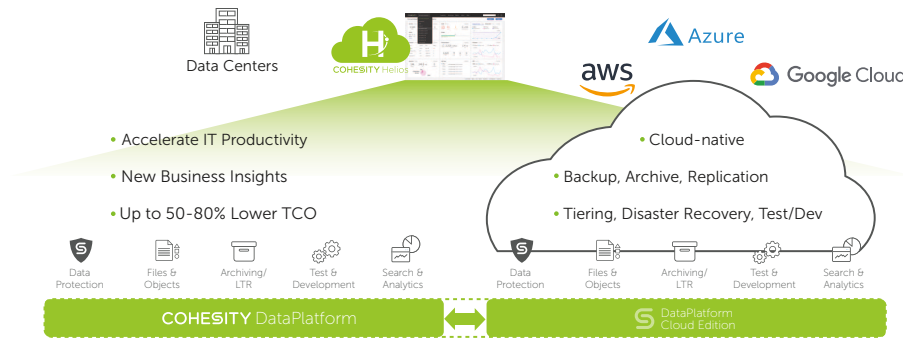 Data Centers
H
COHESITY Helios
Azure
aws
Google Cloud
• Accelerate IT Productivity
• New Business Insights
• Up to 50-80% Lower TCO
• Cloud-native
• Backup, Archive, Replication
• Tiering, Disaster Recovery, Test/Dev
Data
Protection
Files &
Objects
Archiving/
LTR
Test &
Development
Search &
Analytics
Data
Protection
Files &
Objects
Archiving/
LTR
Test &
Development
Search &
Analytics
COHESITY DataPlatform
DataPlatform
Cloud Edition